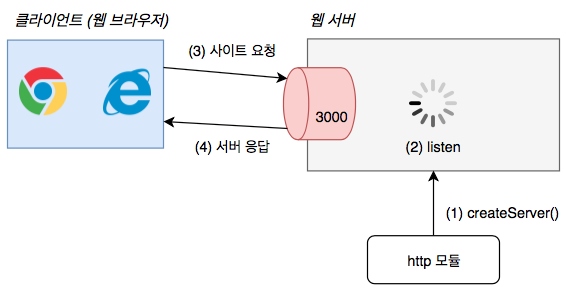 클라이언트 (웹 브라우저)
웹 서버
(3) 사이트 요청
3000
(2) listen
(4) 서버 응답
(1) createServer()
http 모듈